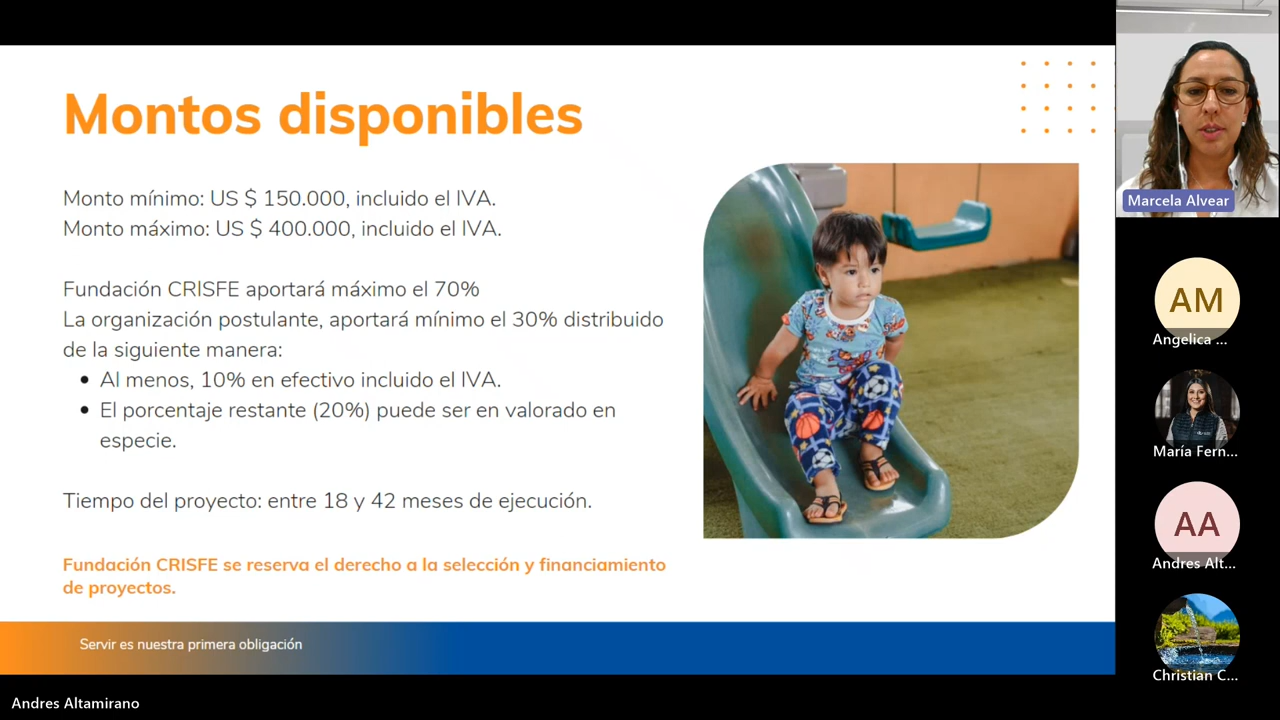 Montos disponibles
Monto mínimo: US $ 150.000, incluido el IVA.
Monto máximo: US $ 400.000, incluido el IVA.
Fundación CRISFE aportará máximo el 70%
La organización postulante, aportará mínimo el 30% distribuido
de la siguiente manera:
Al menos, 10% en efectivo incluido el IVA.
El porcentaje restante (20%) puede ser en valorado en
especie.
Tiempo del proyecto: entre 18 y 42 meses de ejecución.
Fundación CRISFE se reserva el derecho a la selección y financiamiento
de proyectos.
Servir es nuestra primera obligación
Andres Altamirano
Marcela Alvear
AM
Angelica ...
María Fern...
AA
Andres Alt...
Christian C...